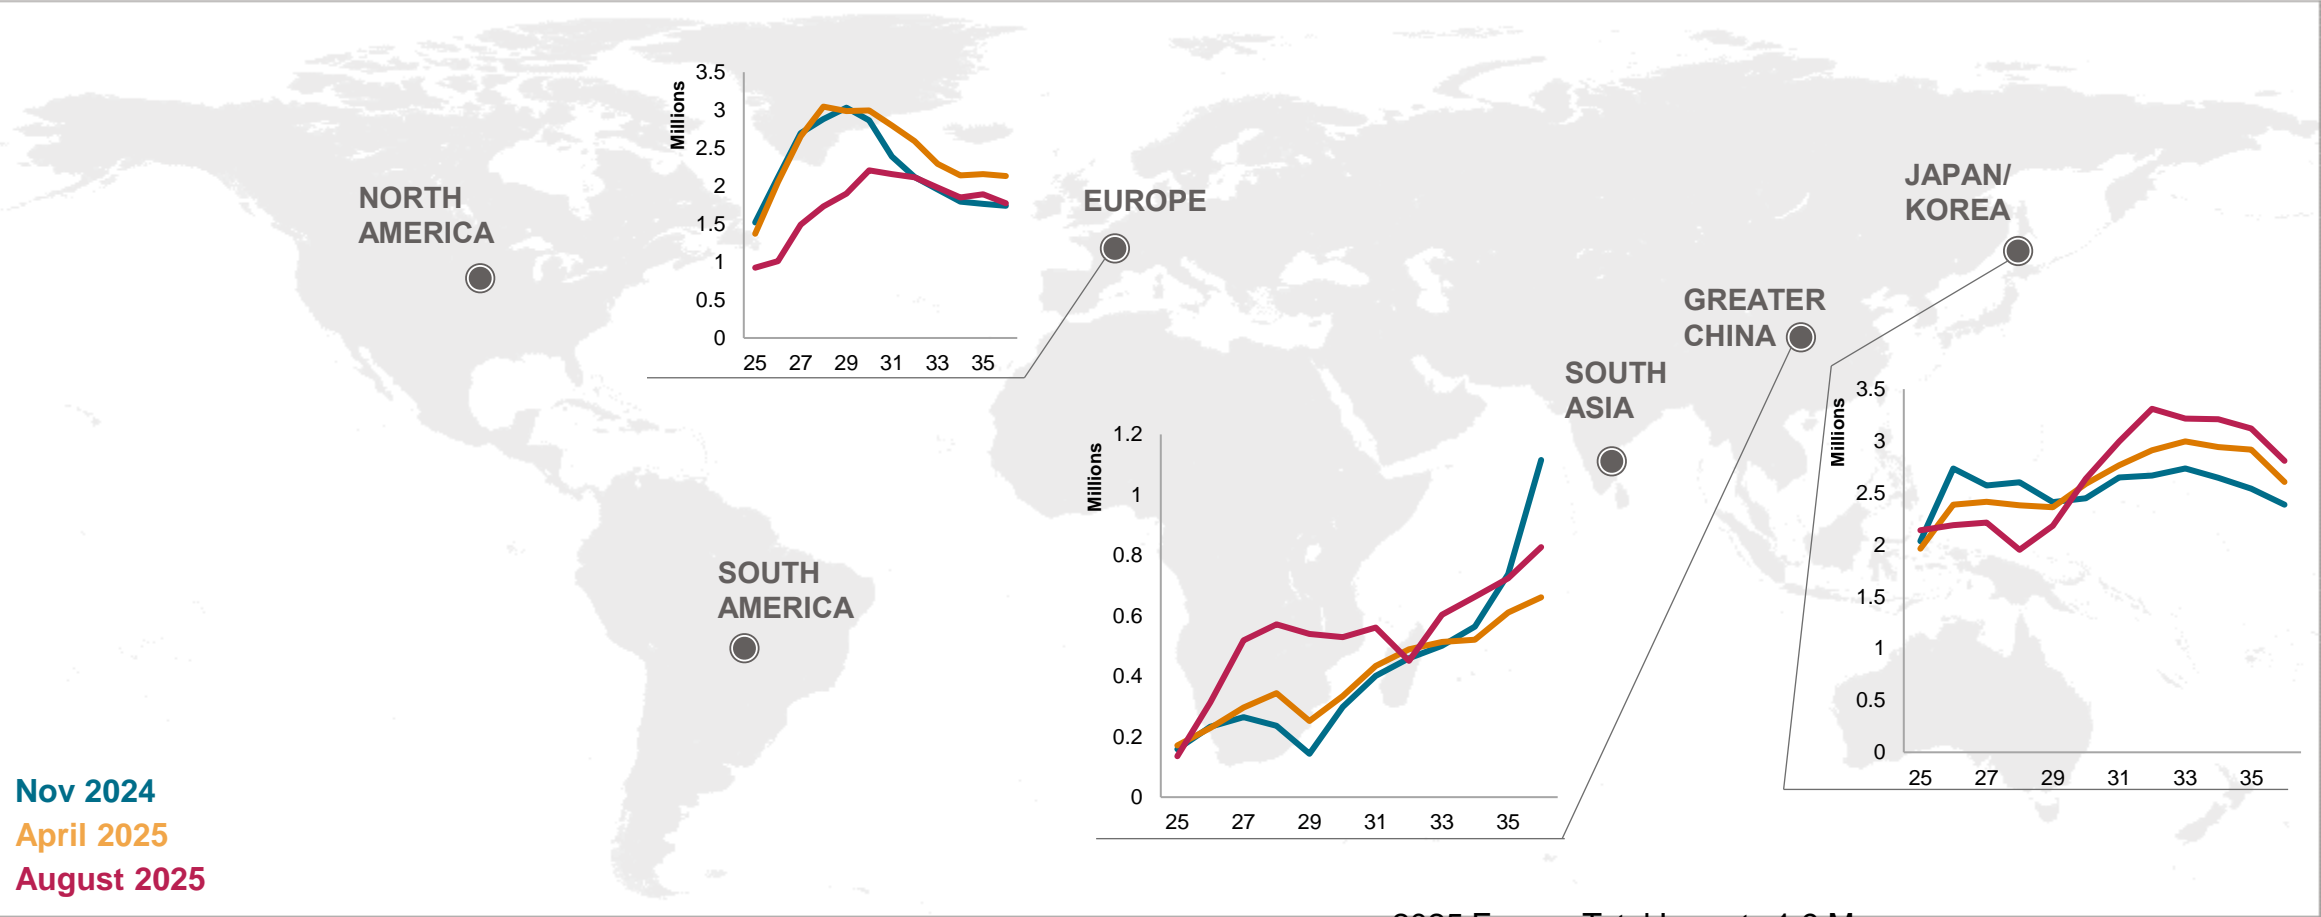 NORTH
AMERICA
Millions
3.5
3
2.5
2
1.5
1
0.5
0
25 27 29 31 33 35
EUROPE
JAPAN/
KOREA
GREATER
CHINA
SOUTH
ASIA
SOUTH
AMERICA
Millions
1.2
1
0.8
0.6
0.4
0.2
0
25 27 29 31 33 35
Millions
3.5
3
2.5
2
1.5
1
0.5
0
25 27 29 31 33 35
Nov 2024
April 2025
August 2025